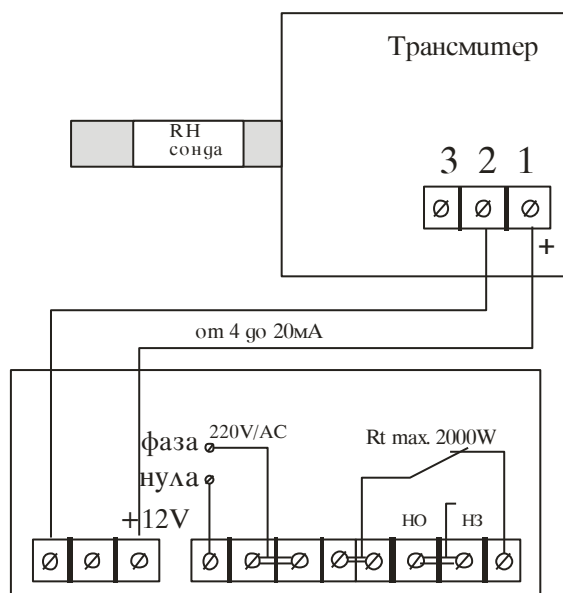 Трансмитер
RH
сонда
3 2 1
+
от 4 до 20мА
фаза
220V/AC
нула
+12V
Rt max. 2000W
НО НЗ